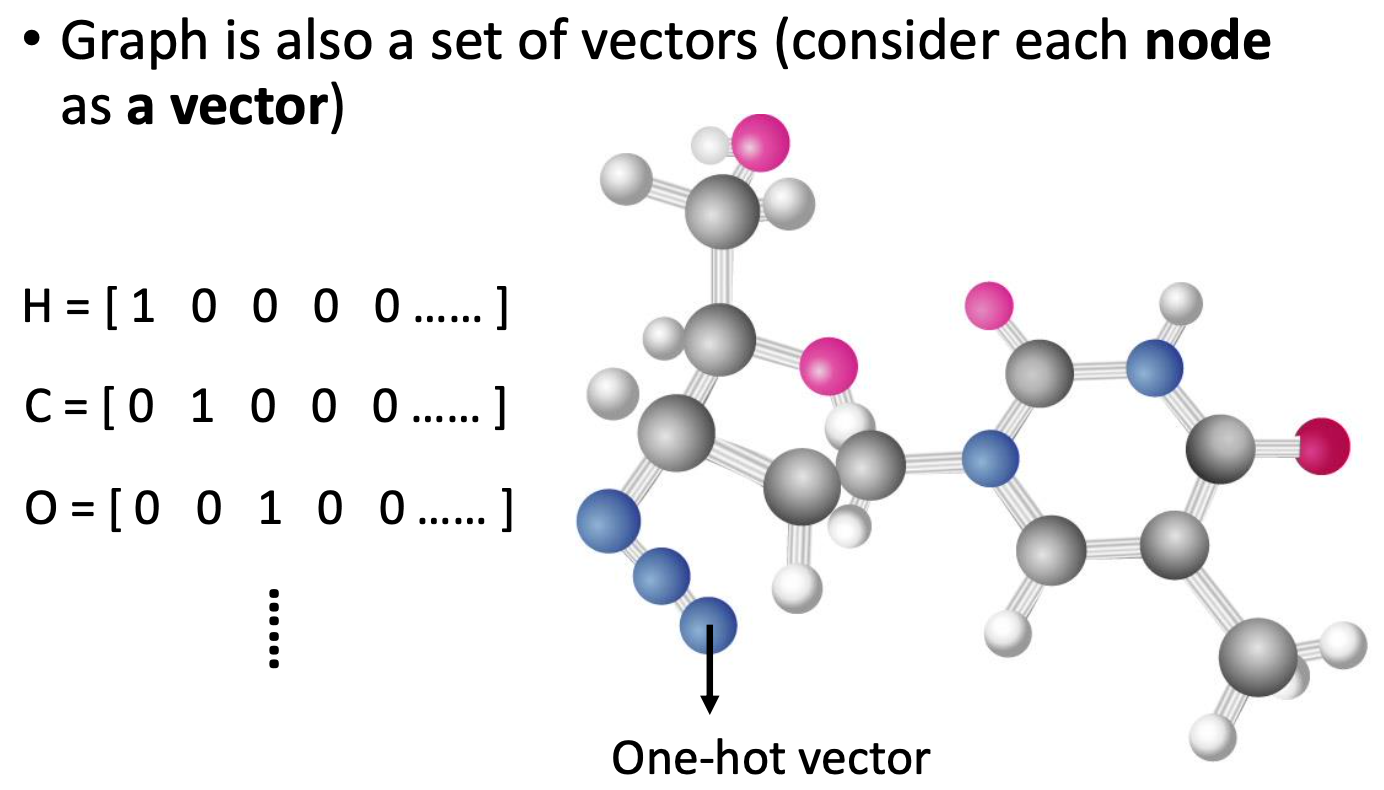 • Graph is also a set of vectors (consider each node
as a vector)
H = [ 1 0 0 0 0 …… ]
C = [ 0 1 0 0 0 …… ]
O = [ 0 0 1 0 0 …… ]
……
One-hot vector